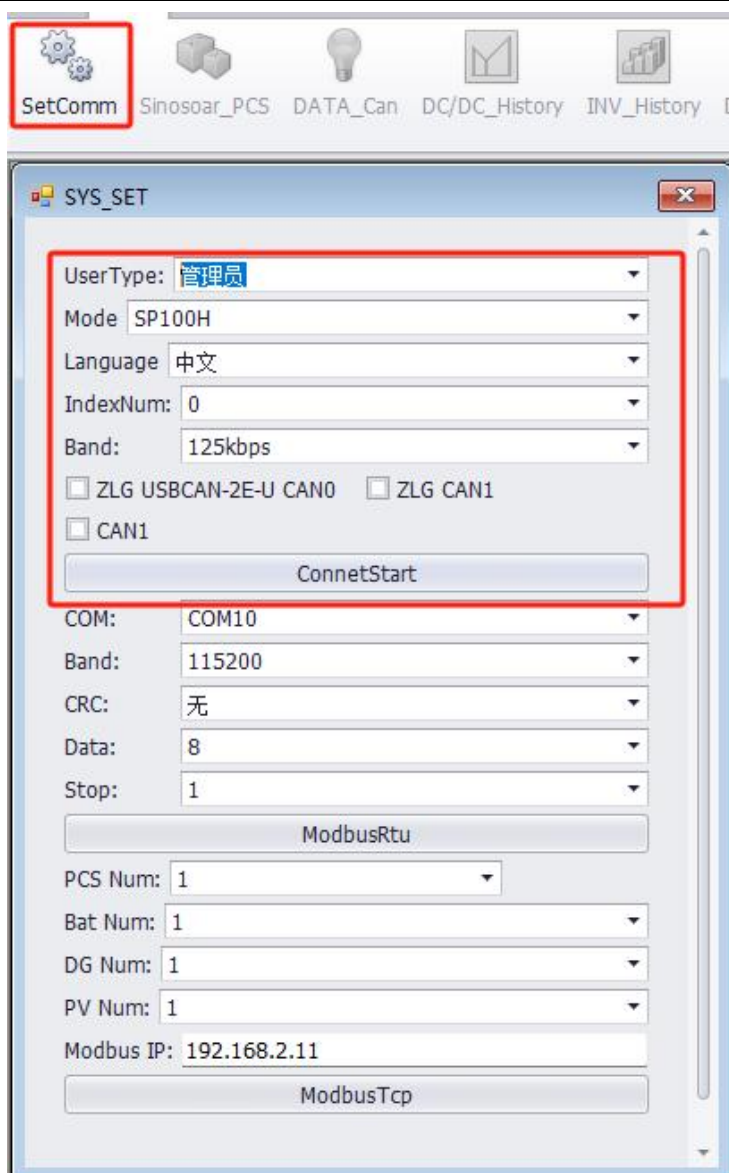 SetComm Sinosoar_PCS DATA_Can DC/DC_History INV_History
SYS_SET
UserType: 管理员
Mode SP100H
Language 中文
IndexNum: 0
Band: 125kbps
ZLG USBCAN-2E-U CAN0 ZLG CAN1
CAN1
ConnetStart
COM: COM10
Band: 115200
CRC: 无
Data: 8
Stop: 1
ModbusRtu
PCS Num: 1
Bat Num: 1
DG Num: 1
PV Num: 1
Modbus IP: 192.168.2.11
ModbusTcp